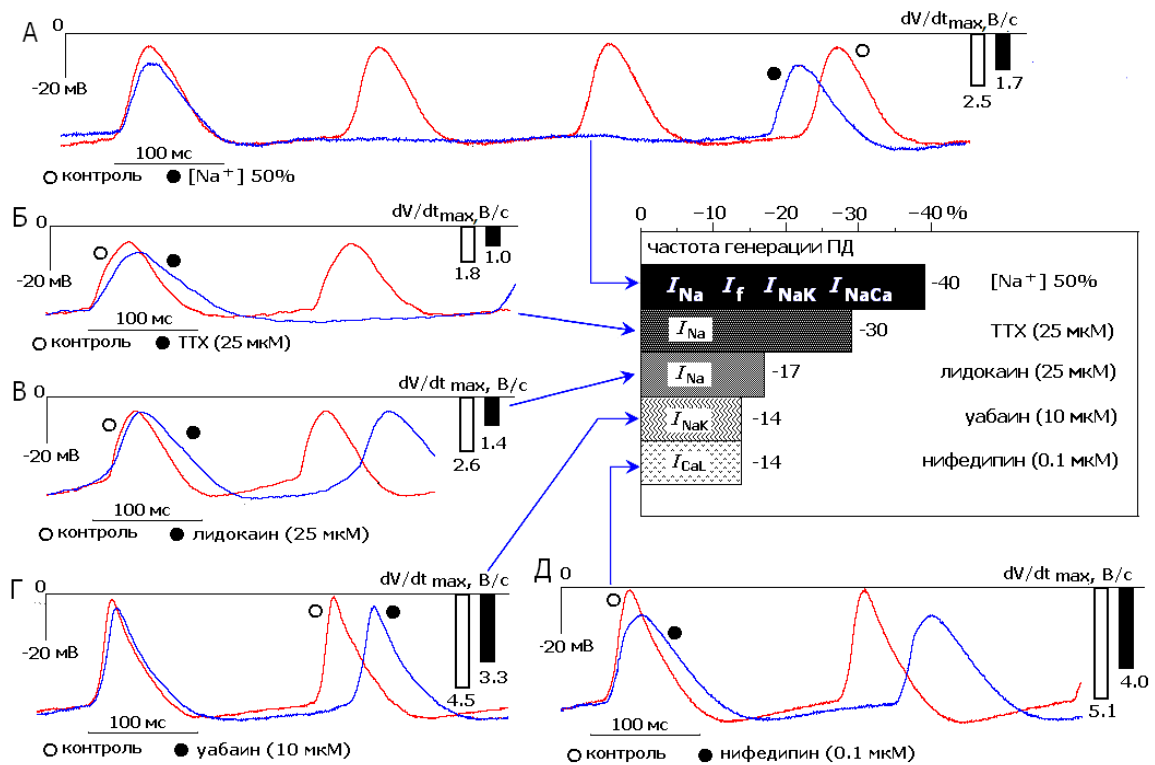 А 0 dV/dt max, В/с
-20 мВ
2.5 1.7
100 мс
контроль [Na+] 50%
Б 0 dV/dt max, В/с
-20
1.8 1.0
100 мс
контроль ТТХ (25 мкМ)
В 0 dV/dt max, В/с
-20
2.6 1.4
100 мс
контроль лидокаин (25 мкМ)
0 -10 -20 -30 -40 %
частота генерации ПД
INa If INaK INaCa -40 [Na+] 50%
INa -30 ТТХ (25 мкМ)
INa -17 лидокаин (25 мкМ)
INaK -14 уабаин (10 мкМ)
ICaL -14 нифедипин (0.1 мкМ)
Г 0 dV/dt max, В/с
-20 мВ
4.5 3.3
100 мс
контроль уабаин (10 мкМ)
Д 0 dV/dt max, В/с
-20 мВ
5.1 4.0
100 мс
контроль нифедипин (0.1 мкМ)